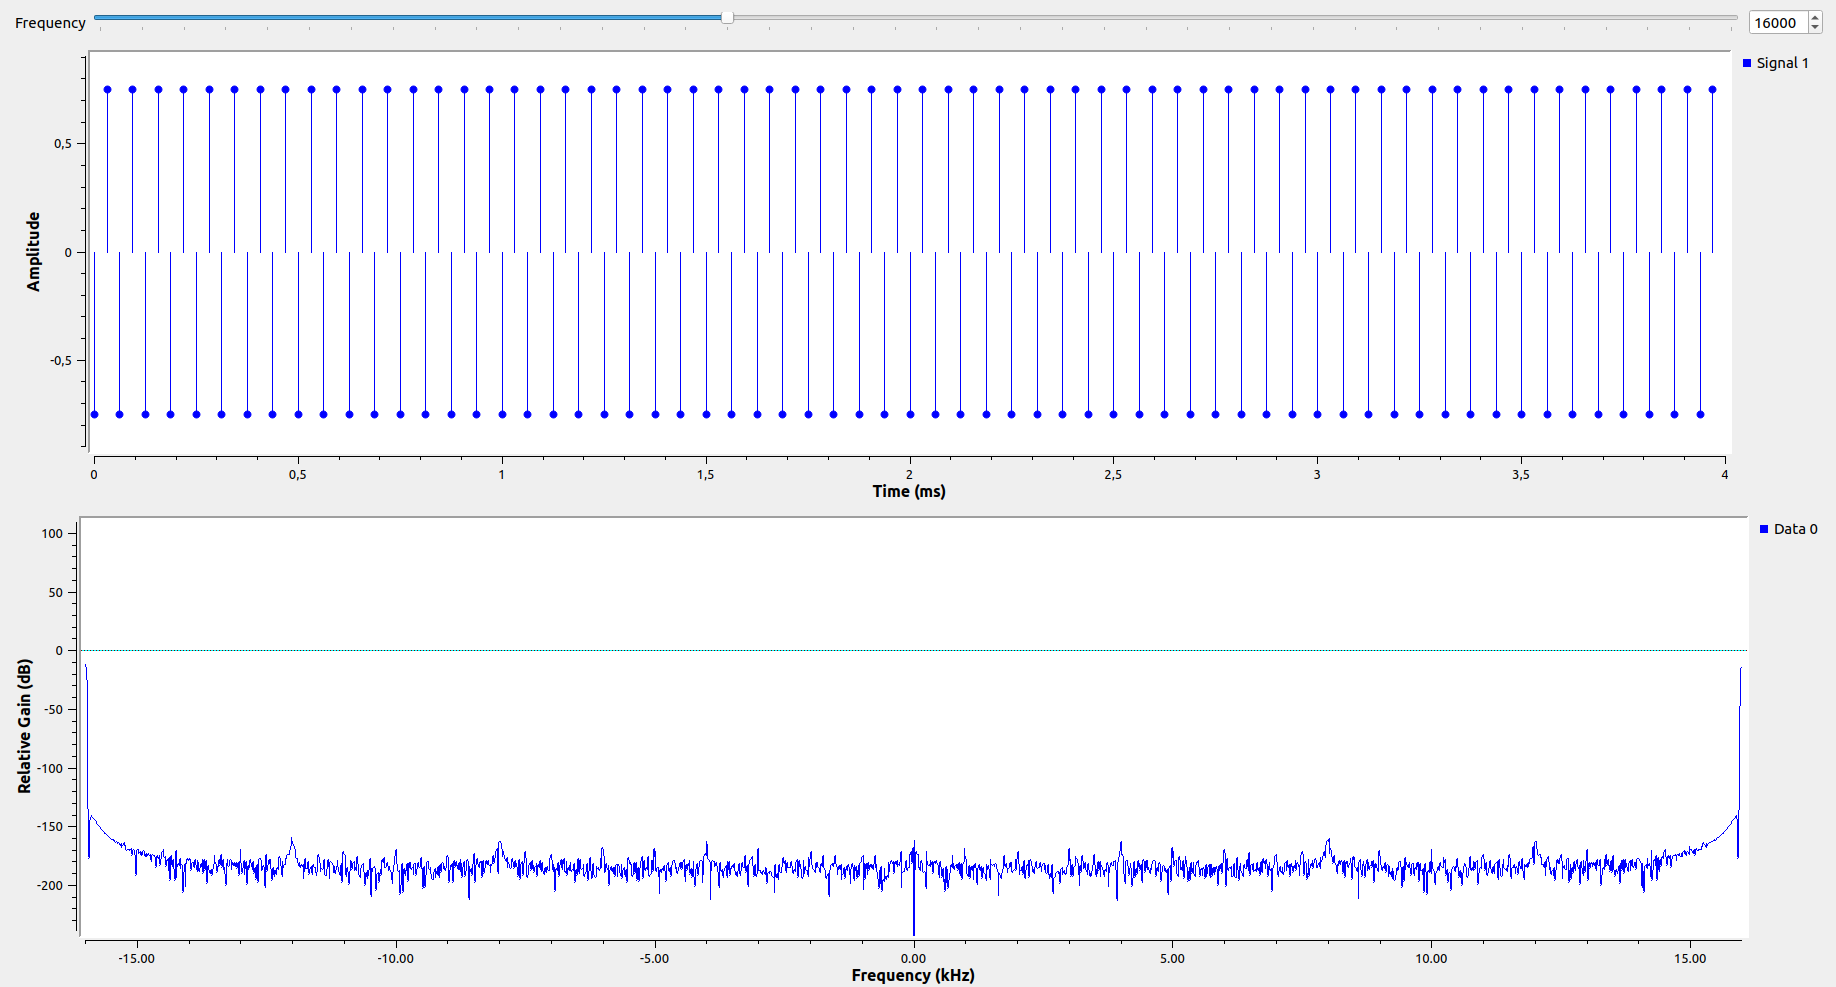 Frequency 16000
Signal 1
0,5
0
-0,5
Amplitude
0 0,5 1 1,5 2 2,5 3 3,5 4
Time (ms)
Data 0
100
50
0
-50
-100
-150
-200
Relative Gain (dB)
-15.00 -10.00 -5.00 0.00 5.00 10.00 15.00
Frequency (kHz)